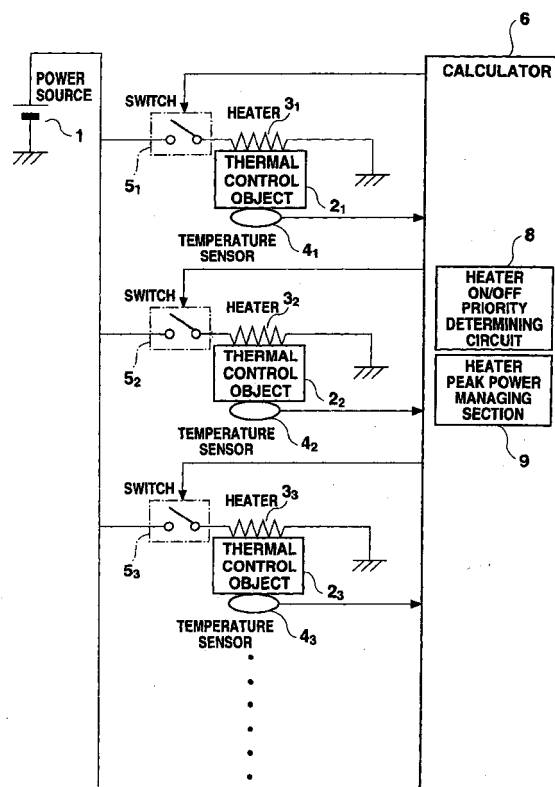 6
CALCULATOR
POWER
SOURCE
1
SWITCH
HEATER 3₁
5₁
THERMAL
CONTROL
OBJECT
2₁
TEMPERATURE
SENSOR
4₁
8
HEATER
ON/OFF
PRIORITY
DETERMINING
CIRCUIT
SWITCH
HEATER 3₂
5₂
THERMAL
CONTROL
OBJECT
2₂
TEMPERATURE
SENSOR
4₂
HEATER
PEAK POWER
MANAGING
SECTION
9
SWITCH
HEATER 3₃
5₃
THERMAL
CONTROL
OBJECT
2₃
TEMPERATURE
SENSOR
4₃